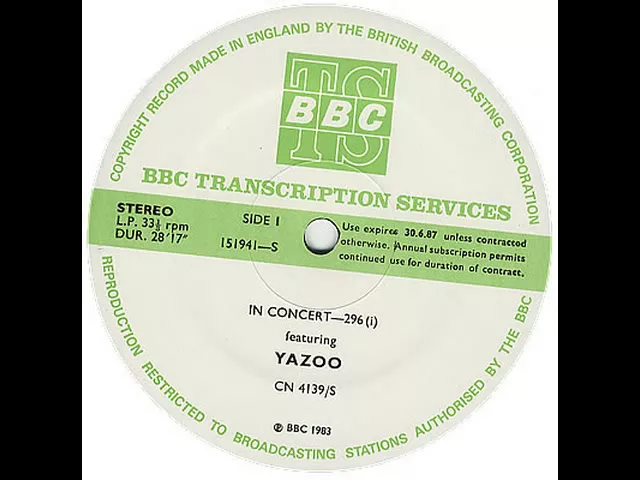 COPYRIGHT RECORD MADE IN ENGLAND BY THE BRITISH BROADCASTING CORPORATION
TS
BBC
TS
BBC TRANSCRIPTION SERVICES
STEREO
L.P. 33⅓ rpm
DUR. 28'17"
SIDE 1
151941—S
Use expires 30.6.87 unless contracted
otherwise. Annual subscription permits
continued use for duration of contract.
IN CONCERT—296 (i)
featuring
YAZOO
CN 4139/S
℗ BBC 1983
REPRODUCTION RESTRICTED TO BROADCASTING STATIONS AUTHORISED BY THE BBC